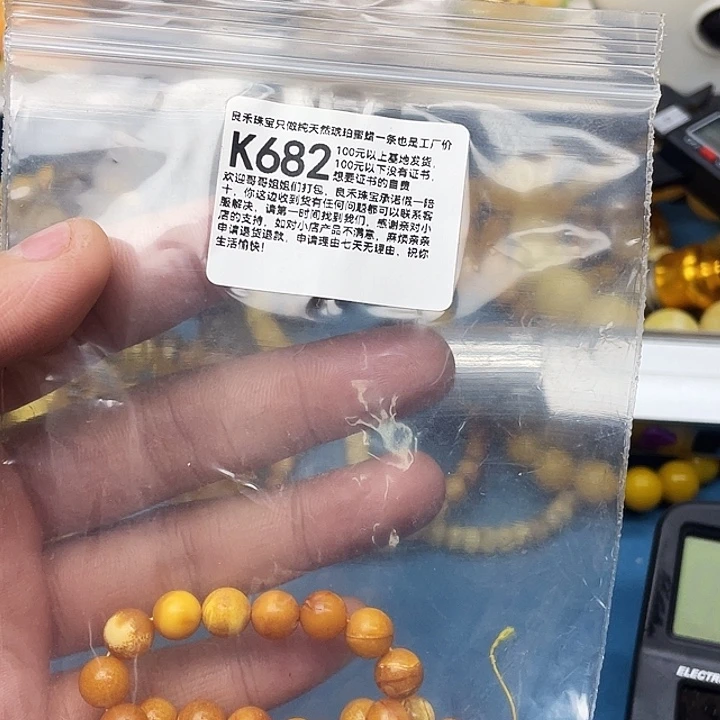 良禾珠宝只做纯天然琥珀蜜蜡一条也是工厂价
K682
100元以上基地发货，
100元以下没有证书，
想要证书的自费
欢迎哥哥姐姐们打包，良禾珠宝承诺假一赔
十，你这边收到货有任何问题都可以联系客
服解决，请第一时间找到我们，感谢亲对小
店的支持，如对小店产品不满意，麻烦亲亲
申请退货退款，申请理由七天无理由，祝你
生活愉快！
ELECTR